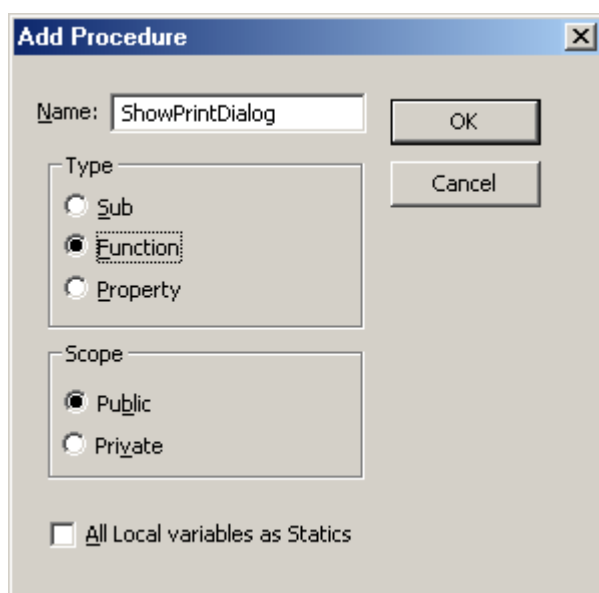 Add Procedure
Name: ShowPrintDialog
OK
Cancel
Type
Sub
Function
Property
Scope
Public
Private
All Local variables as Statics